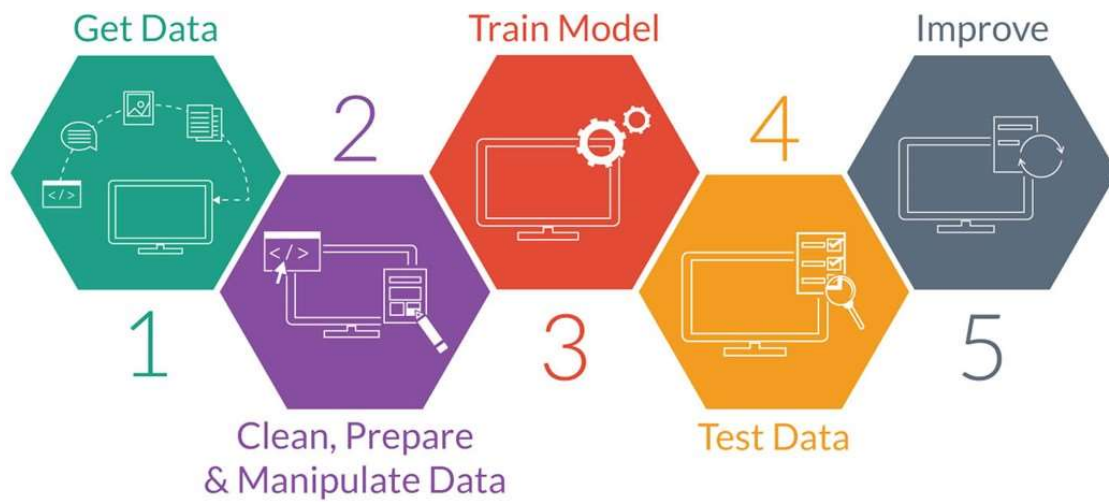 Get Data
1
2
Clean, Prepare
& Manipulate Data
Train Model
3
4
Test Data
Improve
5
</>
</>